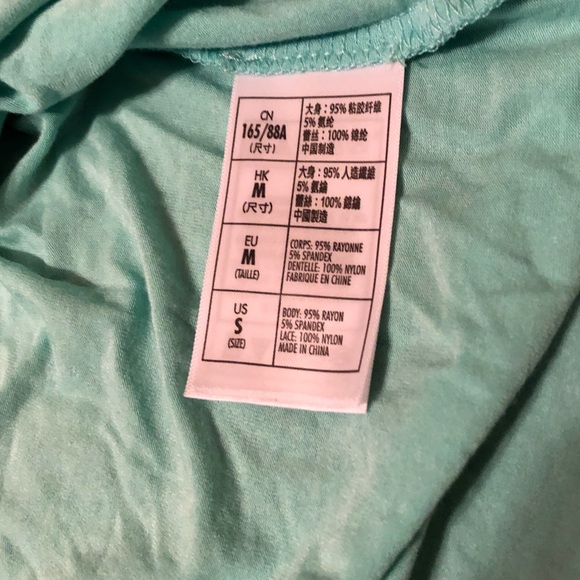 CN
165/88A
(尺寸)
大身：95% 粘胶纤维
5% 氨纶
蕾丝：100% 锦纶
中国制造
HK
M
(尺寸)
大身：95% 人造纖維
5% 氨綸
蕾絲：100% 錦綸
中國製造
EU
M
(TAILLE)
CORPS: 95% RAYONNE
5% SPANDEX
DENTELLE: 100% NYLON
FABRIQUE EN CHINE
US
S
(SIZE)
BODY: 95% RAYON
5% SPANDEX
LACE: 100% NYLON
MADE IN CHINA